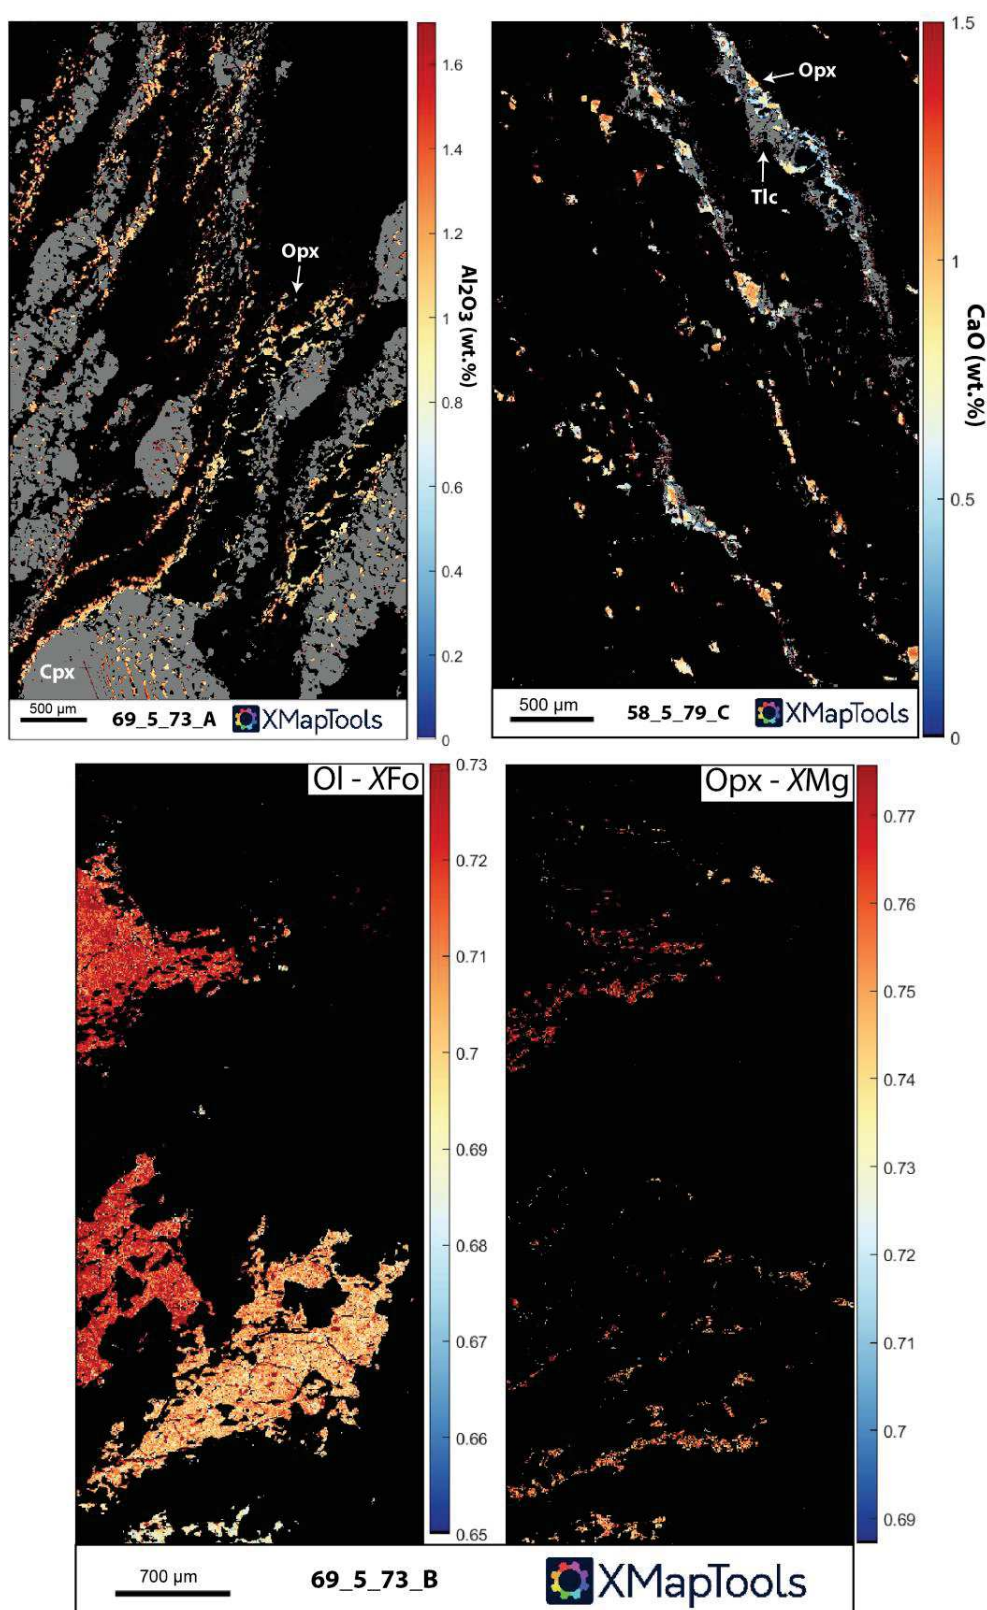 1.6
1.4
1.2
1
0.8
0.6
0.4
0.2
0
Al₂O₃ (wt.%)
Opx
Cpx
500 µm
69_5_73_A
XMapTools
1.5
1
0.5
0
CaO (wt.%)
Opx
Tlc
500 µm
58_5_79_C
XMapTools
Ol - XFo
0.73
0.72
0.71
0.7
0.69
0.68
0.67
0.66
0.65
Opx - XMg
0.77
0.76
0.75
0.74
0.73
0.72
0.71
0.7
0.69
700 µm
69_5_73_B
XMapTools